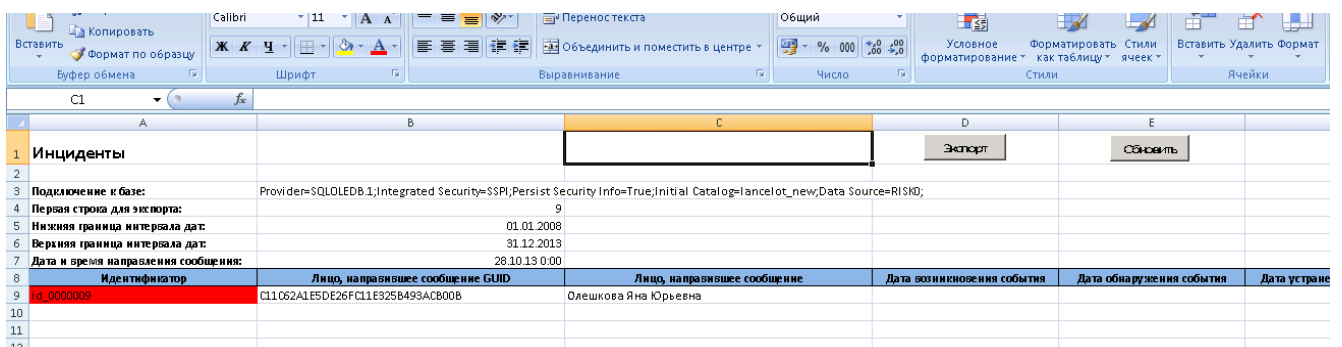 Calibri 11 А А Перенос текста Общий
Копировать
Вставить Формат по образцу Ж К Ч Объединить и поместить в центре % 000 ,00 ,0 Условное форматирование Форматировать как таблицу Стили ячеек Вставить Удалить Формат
Буфер обмена Шрифт Выравнивание Число Стили Ячейки
C1 fx
A B C D E
1 Инциденты Экспорт Обновить
2
3 Подключение к базе: Provider=SQLOLEDB.1;Integrated Security=SSPI;Persist Security Info=True;Initial Catalog=lancelot_new;Data Source=RISK0;
4 Первая строка для экспорта: 9
5 Нижняя граница интервала дат: 01.01.2008
6 Верхняя граница интервала дат: 31.12.2013
7 Дата и время направления сообщения: 28.10.13 0:00
8 Идентификатор Лицо, направившее сообщение GUID Лицо, направившее сообщение Дата возникновения события Дата обнаружения события Дата устране
9 Id_0000009 C11C62A1E5DE26FC11E325B493ACB00B Олешкова Яна Юрьевна
10
11